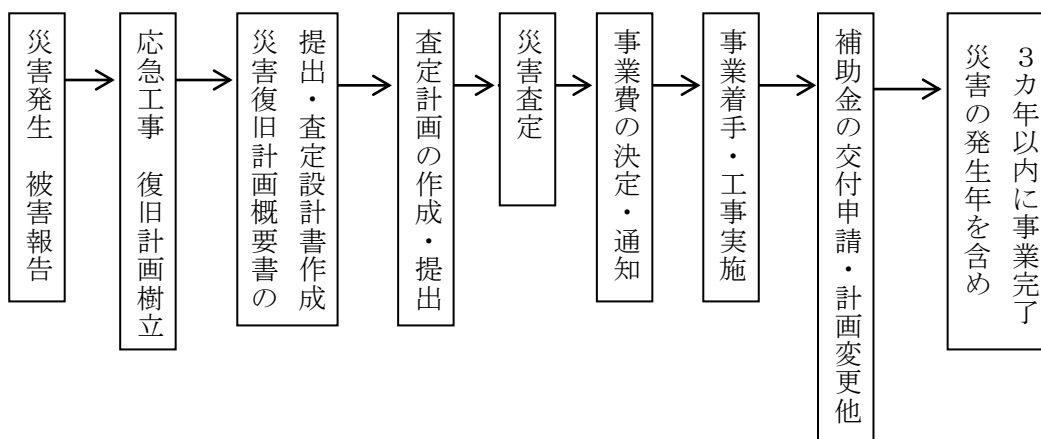 災害発生　被害報告
応急工事　復旧計画樹立
災害復旧計画概要書の
提出・査定設計書作成
査定計画の作成・提出
災害査定
事業費の決定・通知
事業着手・工事実施
補助金の交付申請・計画変更他
災害の発生年を含め
３カ年以内に事業完了